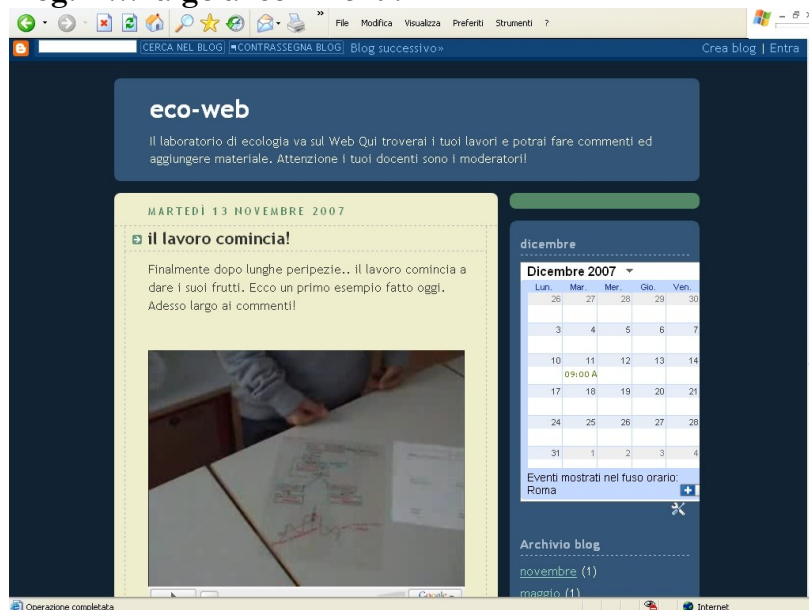 File Modifica Visualizza Preferiti Strumenti ?
CERCA NEL BLOG CONTRASSEGNA BLOG Blog successivo» Crea blog | Entra
eco-web
Il laboratorio di ecologia va sul Web Qui troverai i tuoi lavori e potrai fare commenti ed
aggiungere materiale. Attenzione i tuoi docenti sono i moderatori!
MARTEDÌ 13 NOVEMBRE 2007
il lavoro comincia!
Finalmente dopo lunghe peripezie.. il lavoro comincia a
dare i suoi frutti. Ecco un primo esempio fatto oggi.
Adesso largo ai commenti!
dicembre
Dicembre 2007
Lun. Mar. Mer. Gio. Ven.
26 27 28 29 30
3 4 5 6 7
10 11 12 13 14
09:00 A
17 18 19 20 21
24 25 26 27 28
31 1 2 3 4
Eventi mostrati nel fuso orario:
Roma
Archivio blog
novembre (1)
maggio (1)
Google
Operazione completata Internet